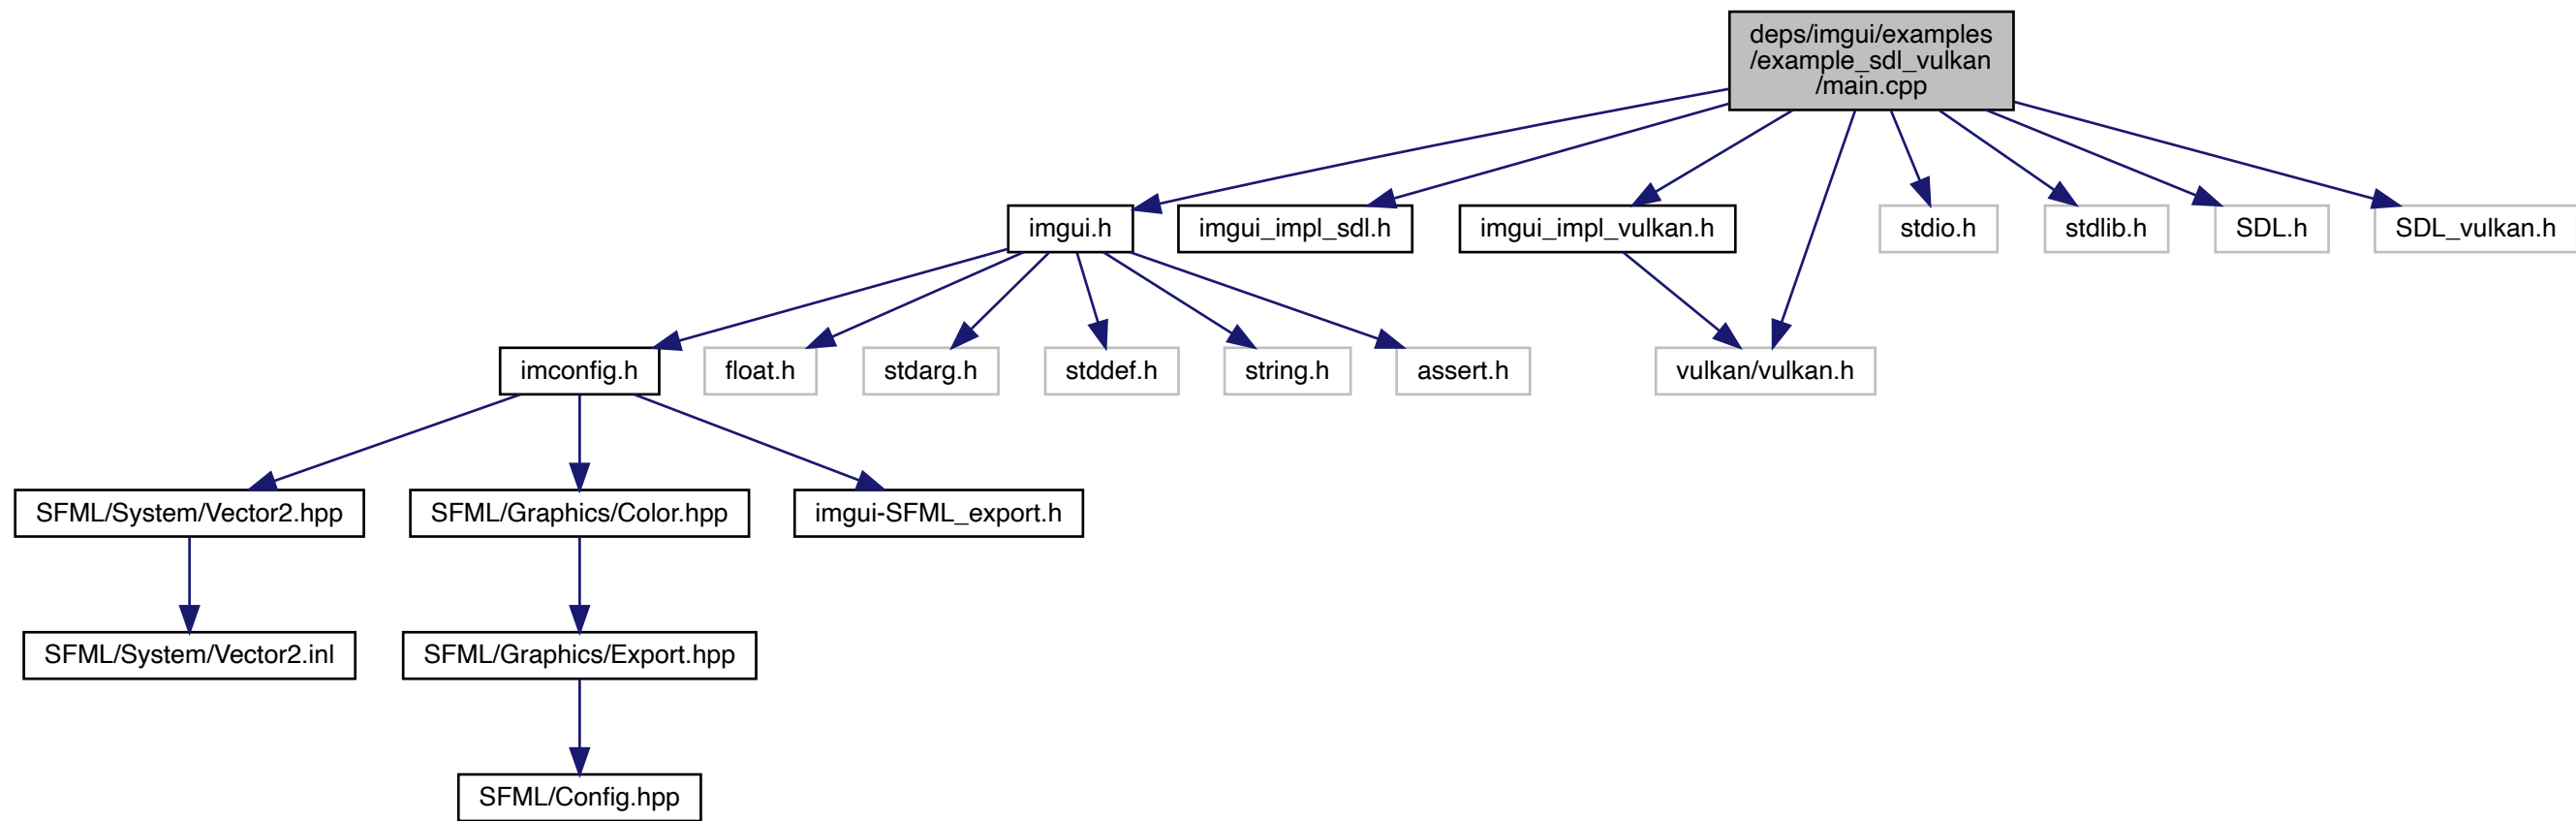 deps/imgui/examples
/example_sdl_vulkan
/main.cpp
imgui.h
imgui_impl_sdl.h
imgui_impl_vulkan.h
stdio.h
stdlib.h
SDL.h
SDL_vulkan.h
imconfig.h
float.h
stdarg.h
stddef.h
string.h
assert.h
vulkan/vulkan.h
SFML/System/Vector2.hpp
SFML/Graphics/Color.hpp
imgui-SFML_export.h
SFML/System/Vector2.inl
SFML/Graphics/Export.hpp
SFML/Config.hpp